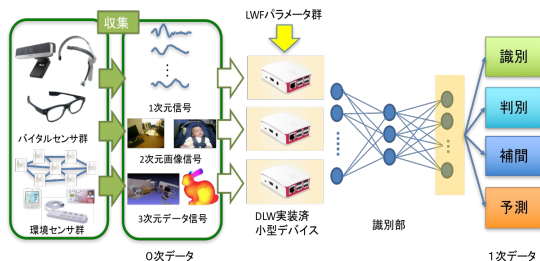 収集
LWFパラメータ群
バイタルセンサ群
環境センサ群
1次元信号
2次元画像信号
3次元データ信号
DLW実装済
小型デバイス
識別部
識別
判別
補間
予測
0次データ
1次データ